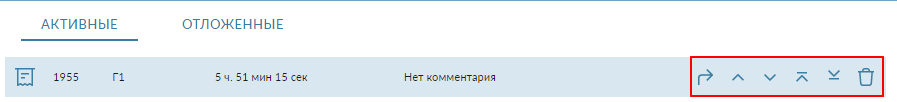 АКТИВНЫЕ ОТЛОЖЕННЫЕ
1955 Г1 5 ч. 51 мин 15 сек Нет комментария